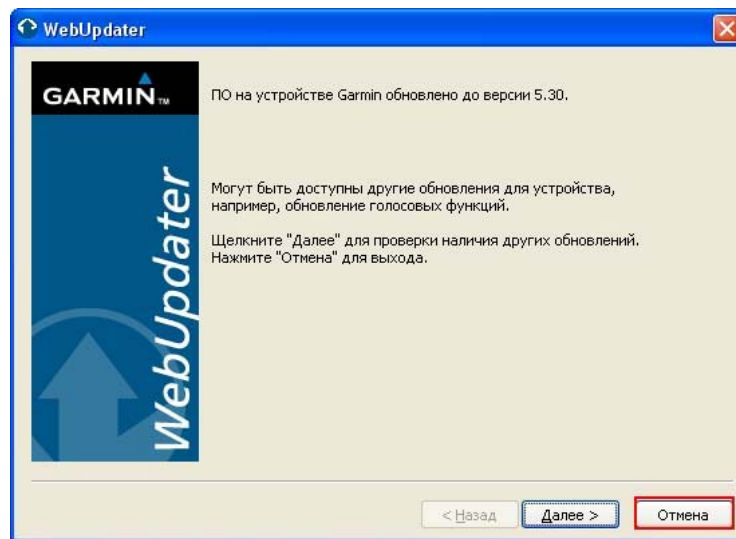 WebUpdater
GARMIN™
WebUpdater
ПО на устройстве Garmin обновлено до версии 5.30.
Могут быть доступны другие обновления для устройства,
например, обновление голосовых функций.
Щелкните "Далее" для проверки наличия других обновлений.
Нажмите "Отмена" для выхода.
< Назад
Далее >
Отмена